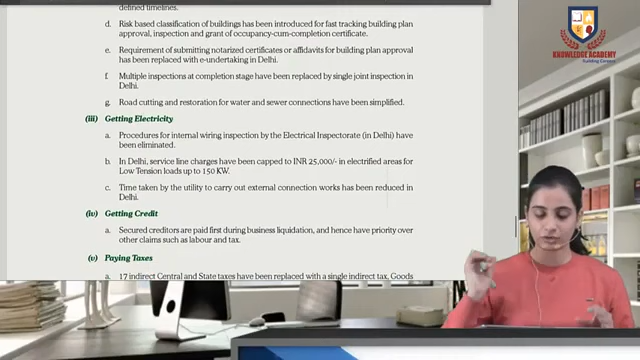 defined timelines.
d. Risk based classification of buildings has been introduced for fast tracking building plan
approval, inspection and grant of occupancy-cum-completion certificate.
e. Requirement of submitting notarized certificates or affidavits for building plan approval
has been replaced with e-undertaking in Delhi.
f. Multiple inspections at completion stage have been replaced by single joint inspection in
Delhi.
g. Road cutting and restoration for water and sewer connections have been simplified.
(iii) Getting Electricity
a. Procedures for internal wiring inspection by the Electrical Inspectorate (in Delhi) have
been eliminated.
b. In Delhi, service line charges have been capped to INR 25,000/- in electrified areas for
Low Tension loads up to 150 KW.
c. Time taken by the utility to carry out external connection works has been reduced in
Delhi.
(iv) Getting Credit
a. Secured creditors are paid first during business liquidation, and hence have priority over
other claims such as labour and tax.
(v) Paying Taxes
a. 17 indirect Central and State taxes have been replaced with a single indirect tax, Goods
KNOWLEDGE ACADEMY